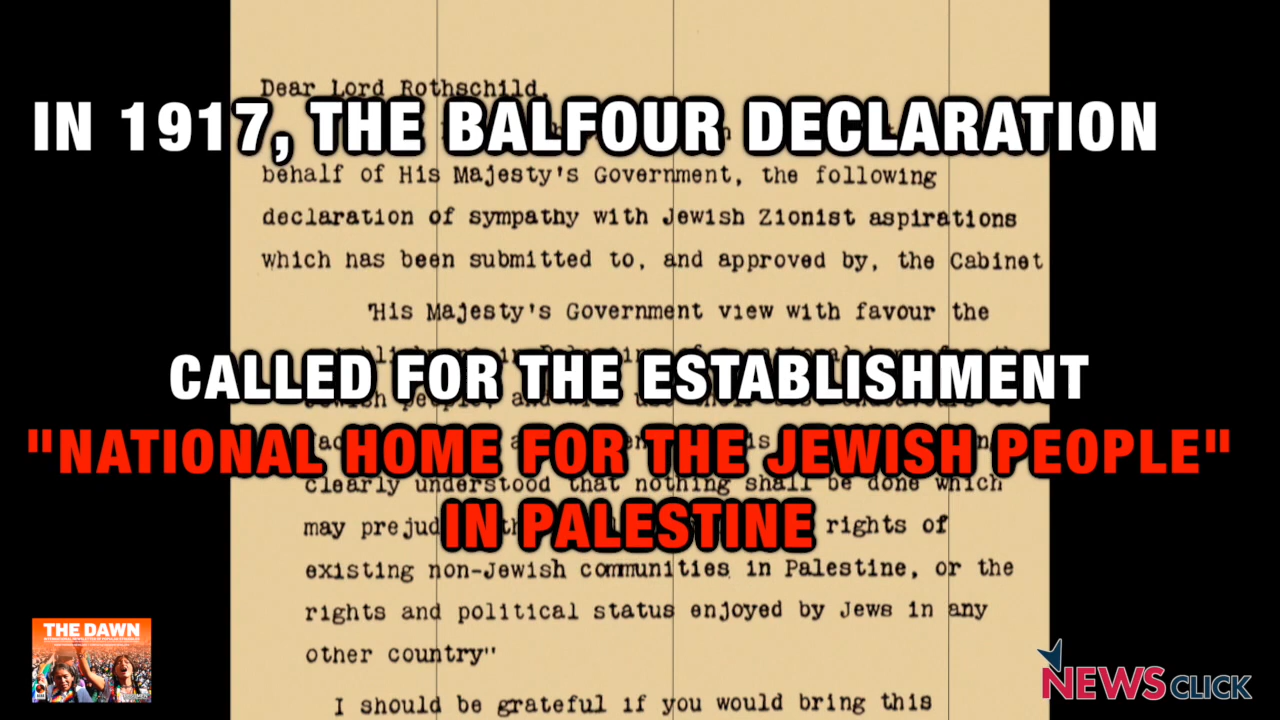 Dear Lord Rothschild,
IN 1917, THE BALFOUR DECLARATION
behalf of His Majesty's Government, the following
declaration of sympathy with Jewish Zionist aspirations
which has been submitted to, and approved by, the Cabinet
"His Majesty's Government view with favour the
CALLED FOR THE ESTABLISHMENT
"NATIONAL HOME FOR THE JEWISH PEOPLE"
clearly understood that nothing shall be done which
IN PALESTINE
may rights of
existing non-Jewish communities in Palestine, or the
rights and political status enjoyed by Jews in any
other country"
I should be grateful if you would bring this
THE DAWN
NEWSCLICK